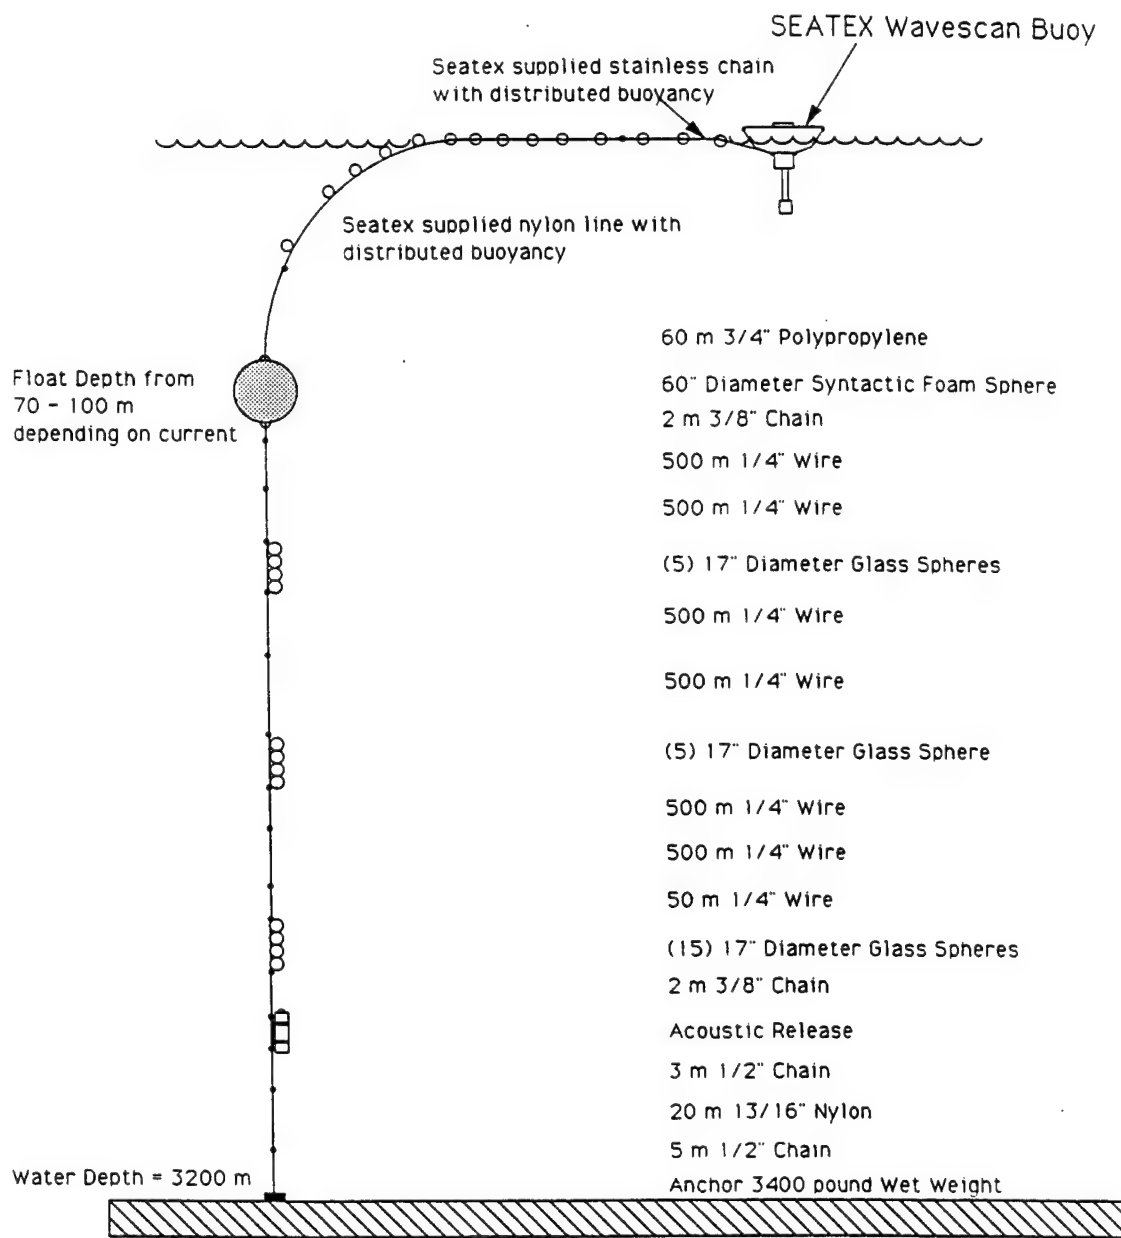 SEATEX Wavescan Buoy
Seatex supplied stainless chain
with distributed buoyancy
Seatex supplied nylon line with
distributed buoyancy
60 m 3/4" Polypropylene
Float Depth from
70 - 100 m
depending on current
60" Diameter Syntactic Foam Sphere
2 m 3/8" Chain
500 m 1/4" Wire
500 m 1/4" Wire
(5) 17" Diameter Glass Spheres
500 m 1/4" Wire
500 m 1/4" Wire
(5) 17" Diameter Glass Sphere
500 m 1/4" Wire
500 m 1/4" Wire
50 m 1/4" Wire
(15) 17" Diameter Glass Spheres
2 m 3/8" Chain
Acoustic Release
3 m 1/2" Chain
20 m 13/16" Nylon
5 m 1/2" Chain
Water Depth = 3200 m
Anchor 3400 pound Wet Weight